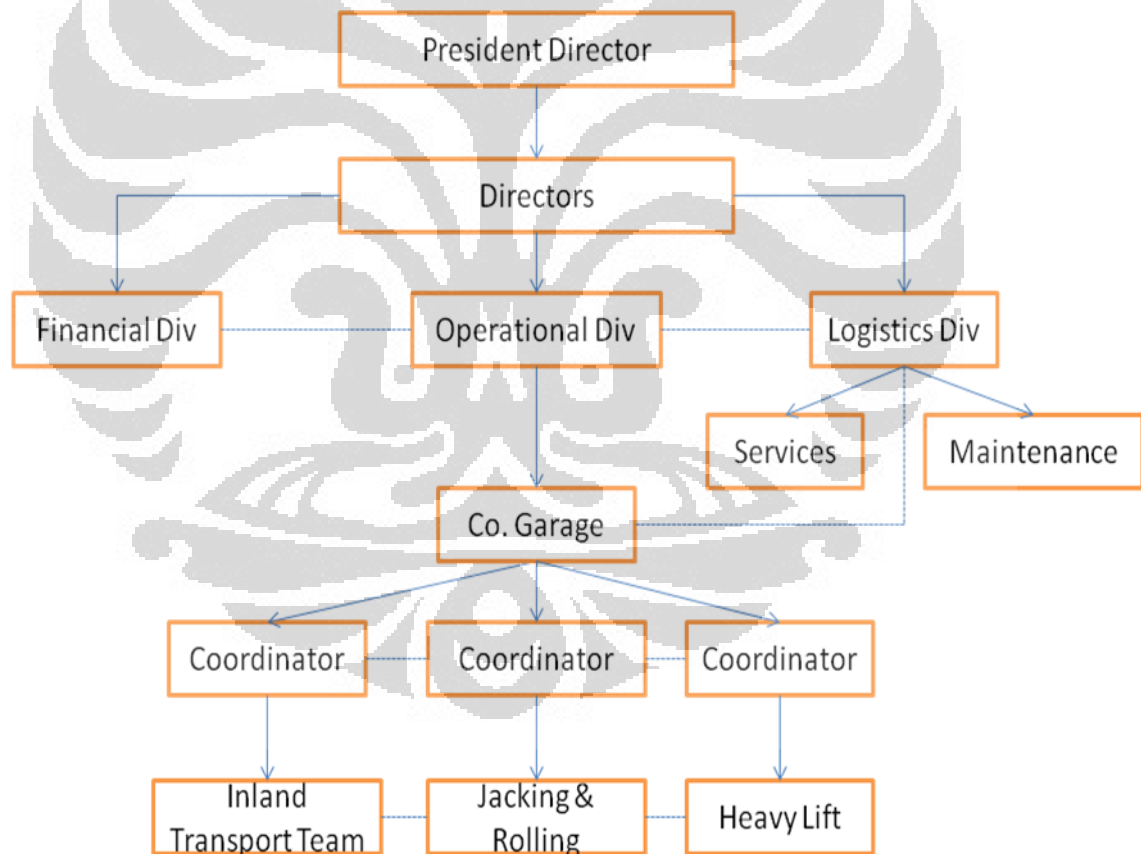 President Director
Directors
Financial Div
Operational Div
Logistics Div
Services
Maintenance
Co. Garage
Coordinator
Coordinator
Coordinator
Inland
Transport Team
Jacking &
Rolling
Heavy Lift